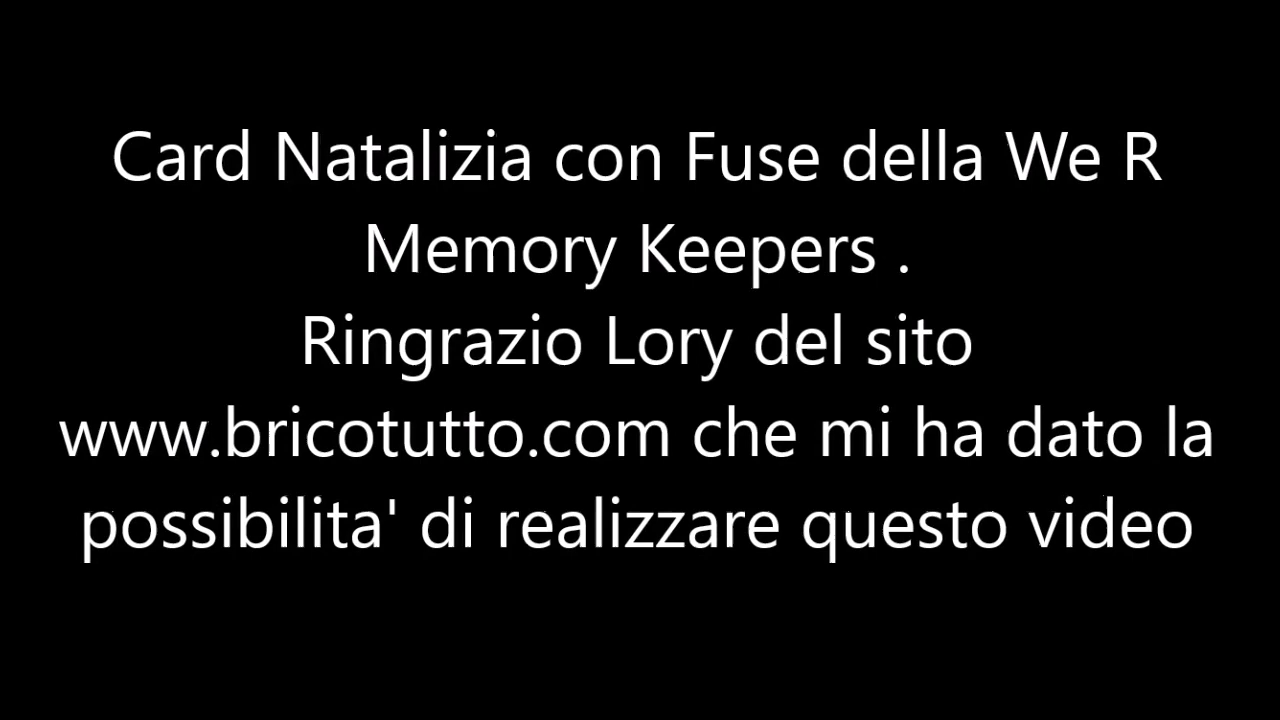 Card Natalizia con Fuse della We R
Memory Keepers .
Ringrazio Lory del sito
www.bricotutto.com che mi ha dato la
possibilita' di realizzare questo video